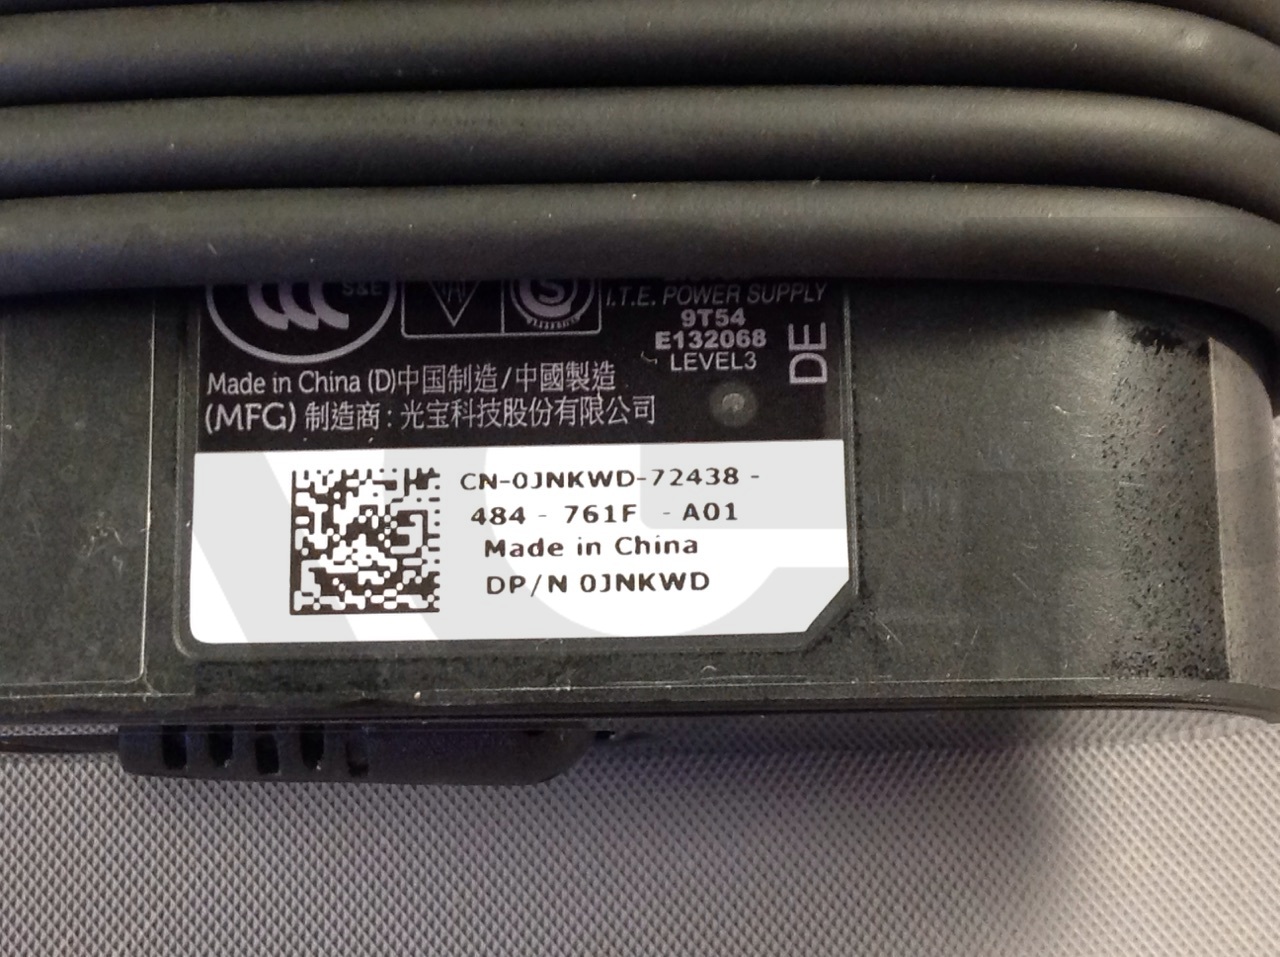 S&E
S
I.T.E. POWER SUPPLY
9T54
E132068
LEVEL3
DE
Made in China (D)中国制造/中國製造
(MFG) 制造商: 光宝科技股份有限公司
CN-0JNKWD-72438-
484 - 761F - A01
Made in China
DP/N 0JNKWD